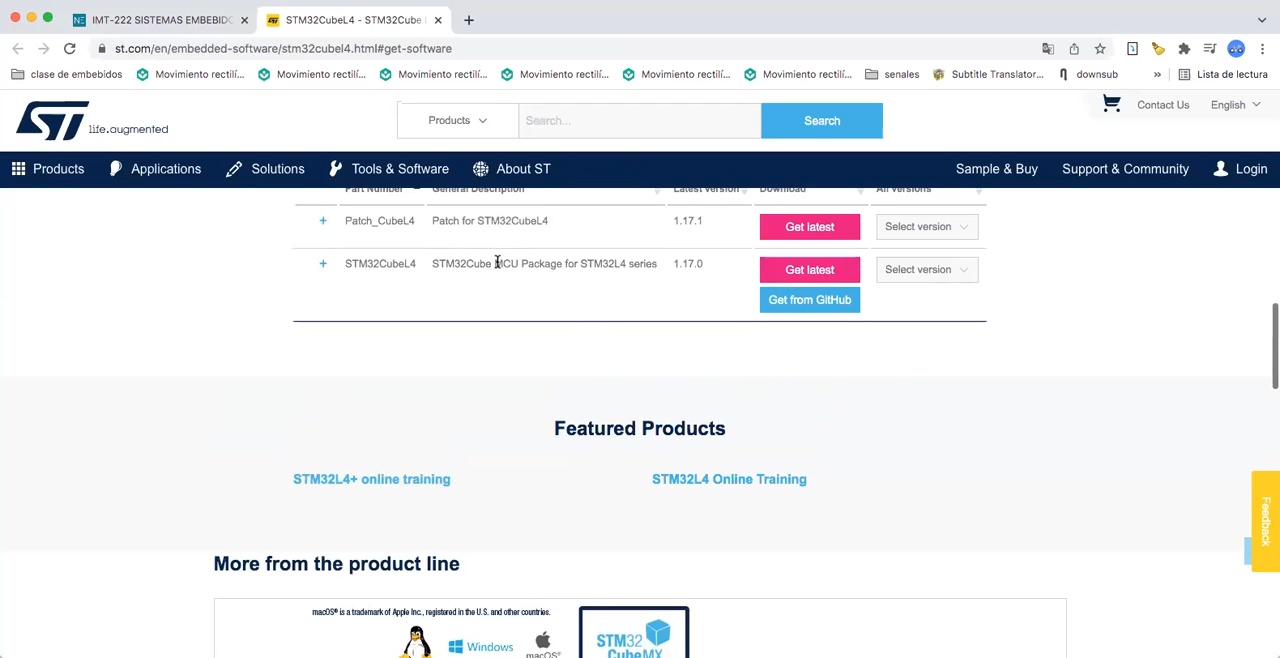 IMT-222 SISTEMAS EMBEBIDO
STM32CubeL4 - STM32Cube
st.com/en/embedded-software/stm32cubel4.html#get-software
clase de embebidos
Movimiento rectilí...
Movimiento rectilí...
Movimiento rectilí...
Movimiento rectilí...
Movimiento rectilí...
Movimiento rectilí...
senales
Subtitle Translator...
downsub
»
Lista de lectura
ST life.augmented
Products
Search...
Search
Contact Us
English
Products
Applications
Solutions
Tools & Software
About ST
Sample & Buy
Support & Community
Login
Part Number
General Description
Latest version
Download
All versions
+ Patch_CubeL4 Patch for STM32CubeL4 1.17.1 Get latest Select version
+ STM32CubeL4 STM32Cube MCU Package for STM32L4 series 1.17.0 Get latest Select version
Get from GitHub
Featured Products
STM32L4+ online training
STM32L4 Online Training
Feedback
More from the product line
macOS® is a trademark of Apple Inc., registered in the U.S. and other countries.
Windows
macOS®
STM32
CubeMX